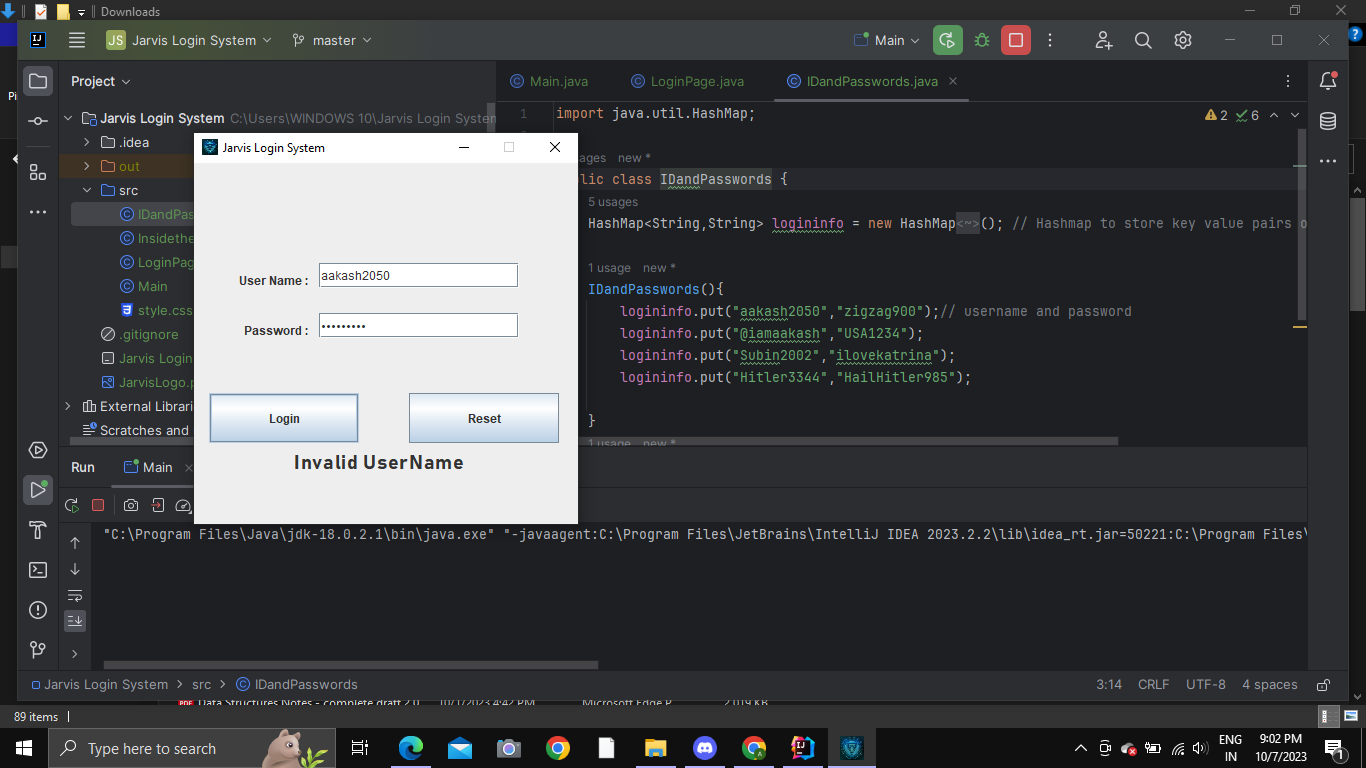 Downloads
Pi
IJ
JS Jarvis Login System
master
Main
Project
Main.java
LoginPage.java
IDandPasswords.java
Jarvis Login System C:\Users\WINDOWS 10\Jarvis Login System
.idea
out
src
IDandPas
Insidethe
LoginPag
Main
style.css
.gitignore
Jarvis Login
JarvisLogo.p
External Librari
Scratches and
1 import java.util.HashMap;
2 6
ages new *
lic class IDandPasswords {
5 usages
HashMap<String,String> logininfo = new HashMap<~>(); // Hashmap to store key value pairs o
1 usage new *
IDandPasswords(){
logininfo.put("aakash2050","zigzag900");// username and password
logininfo.put("@iamaakash","USA1234");
logininfo.put("Subin2002","ilovekatrina");
logininfo.put("Hitler3344","HailHitler985");
}
1 usage new *
Jarvis Login System
User Name : aakash2050
Password : •••••••••
Login
Reset
Invalid UserName
Run
Main
"C:\Program Files\Java\jdk-18.0.2.1\bin\java.exe" "-javaagent:C:\Program Files\JetBrains\IntelliJ IDEA 2023.2.2\lib\idea_rt.jar=50221:C:\Program Files\
Jarvis Login System > src > IDandPasswords
3:14 CRLF UTF-8 4 spaces
Data Structures Notes - complete draft 2.0 10/1/2023 4:42 PM Microsoft Edge P... 2,019 KB
89 items
Type here to search
ENG
IN
9:02 PM
10/7/2023
1